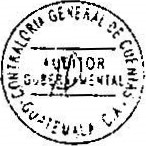 CONTRALORIA GENERAL DE CUENTAS
AUDITOR
GUBERNAMENTAL
GUATEMALA C.A.